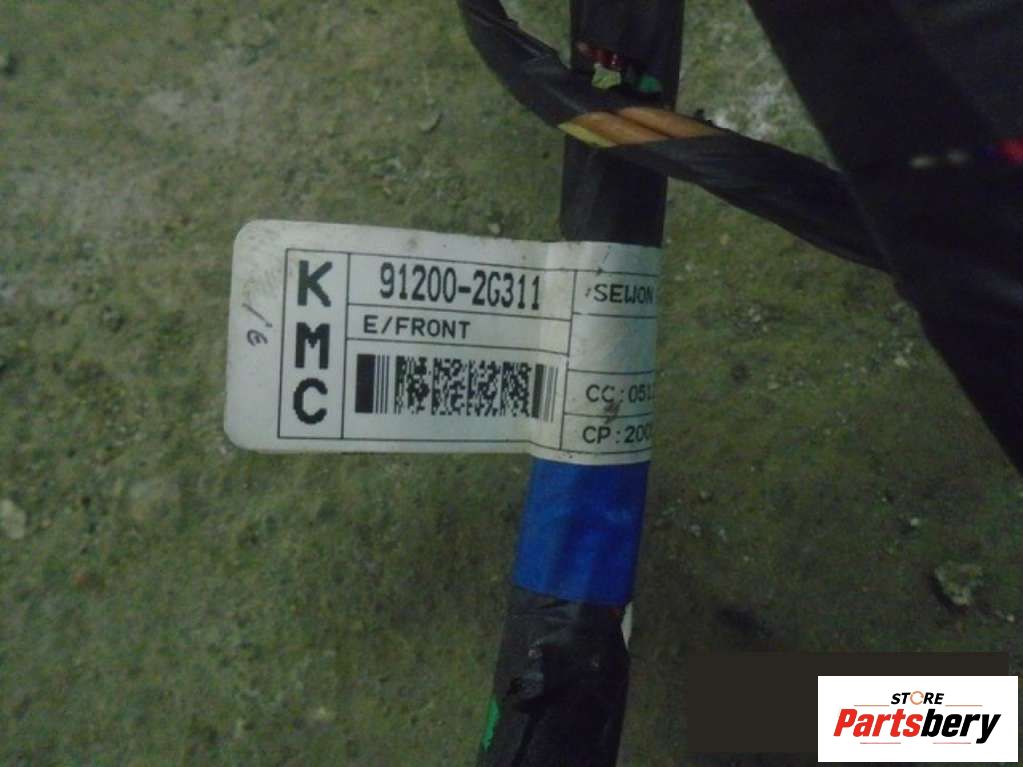 KMC
91200-2G311
E/FRONT
SEWON
CC : 051
CP : 200
STORE
Partsbery